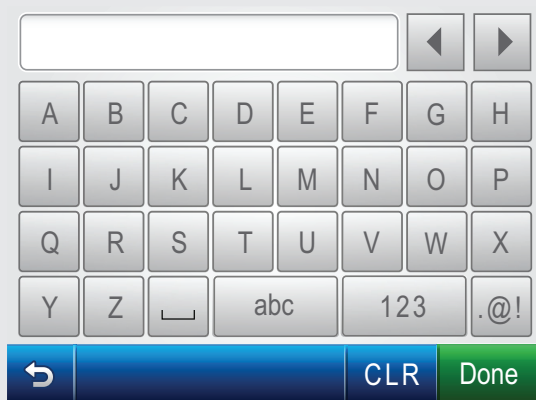 A B C D E F G H
I J K L M N O P
Q R S T U V W X
Y Z abc 123 .@!
CLR Done